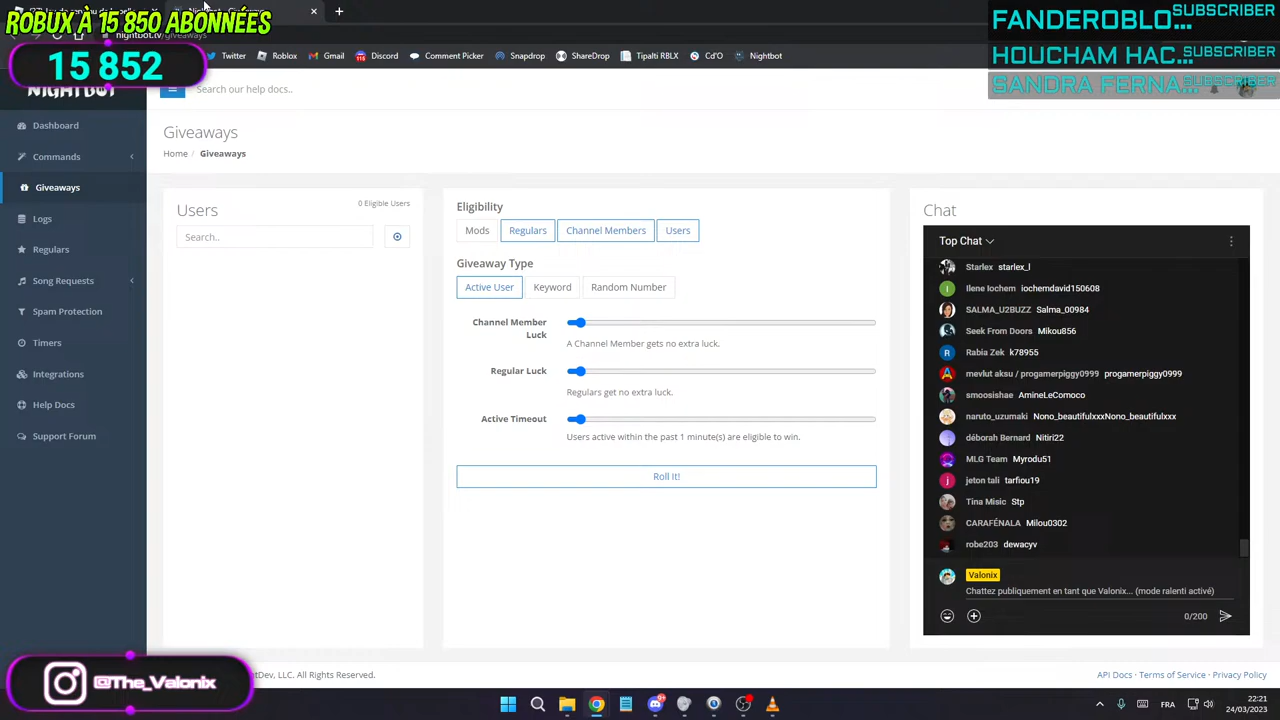 ROBUX À 15 850 ABONNÉES
15 852
nightbot.tv/giveaways
Twitter
Roblox
Gmail
Discord
Comment Picker
Snapdrop
ShareDrop
Tipalti RBLX
Cd'O
Nightbot
FANDEROBLO... SUBSCRIBER
HOUCHAM HAC... SUBSCRIBER
SANDRA FERNA... SUBSCRIBER
NIGHTBOT
Search our help docs..
Dashboard
Commands
Giveaways
Logs
Regulars
Song Requests
Spam Protection
Timers
Integrations
Help Docs
Support Forum
Giveaways
Home / Giveaways
Users
0 Eligible Users
Search..
Eligibility
Mods Regulars Channel Members Users
Giveaway Type
Active User Keyword Random Number
Channel Member
Luck
A Channel Member gets no extra luck.
Regular Luck
Regulars get no extra luck.
Active Timeout
Users active within the past 1 minute(s) are eligible to win.
Roll It!
Chat
Top Chat
Starlex starlex_l
Ilene Iochem iochemdavid150608
SALMA_U2BUZZ Salma_00984
Seek From Doors Mikou856
Rabia Zek k78955
mevlut aksu / progamerpiggy0999 progamerpiggy0999
smoosishae AmineLeComoco
naruto_uzumaki Nono_beautifulxxxNono_beautifulxxx
déborah Bernard Nitiri22
MLG Team Myrodu51
jeton tali tarfiou19
Tina Misic Stp
CARAFÉNALA Milou0302
robe203 dewacyv
Valonix
Chattez publiquement en tant que Valonix... (mode ralenti activé)
0/200
@The_Valonix
htDev, LLC. All Rights Reserved.
API Docs · Terms of Service · Privacy Policy
FRA
22:21
24/03/2023